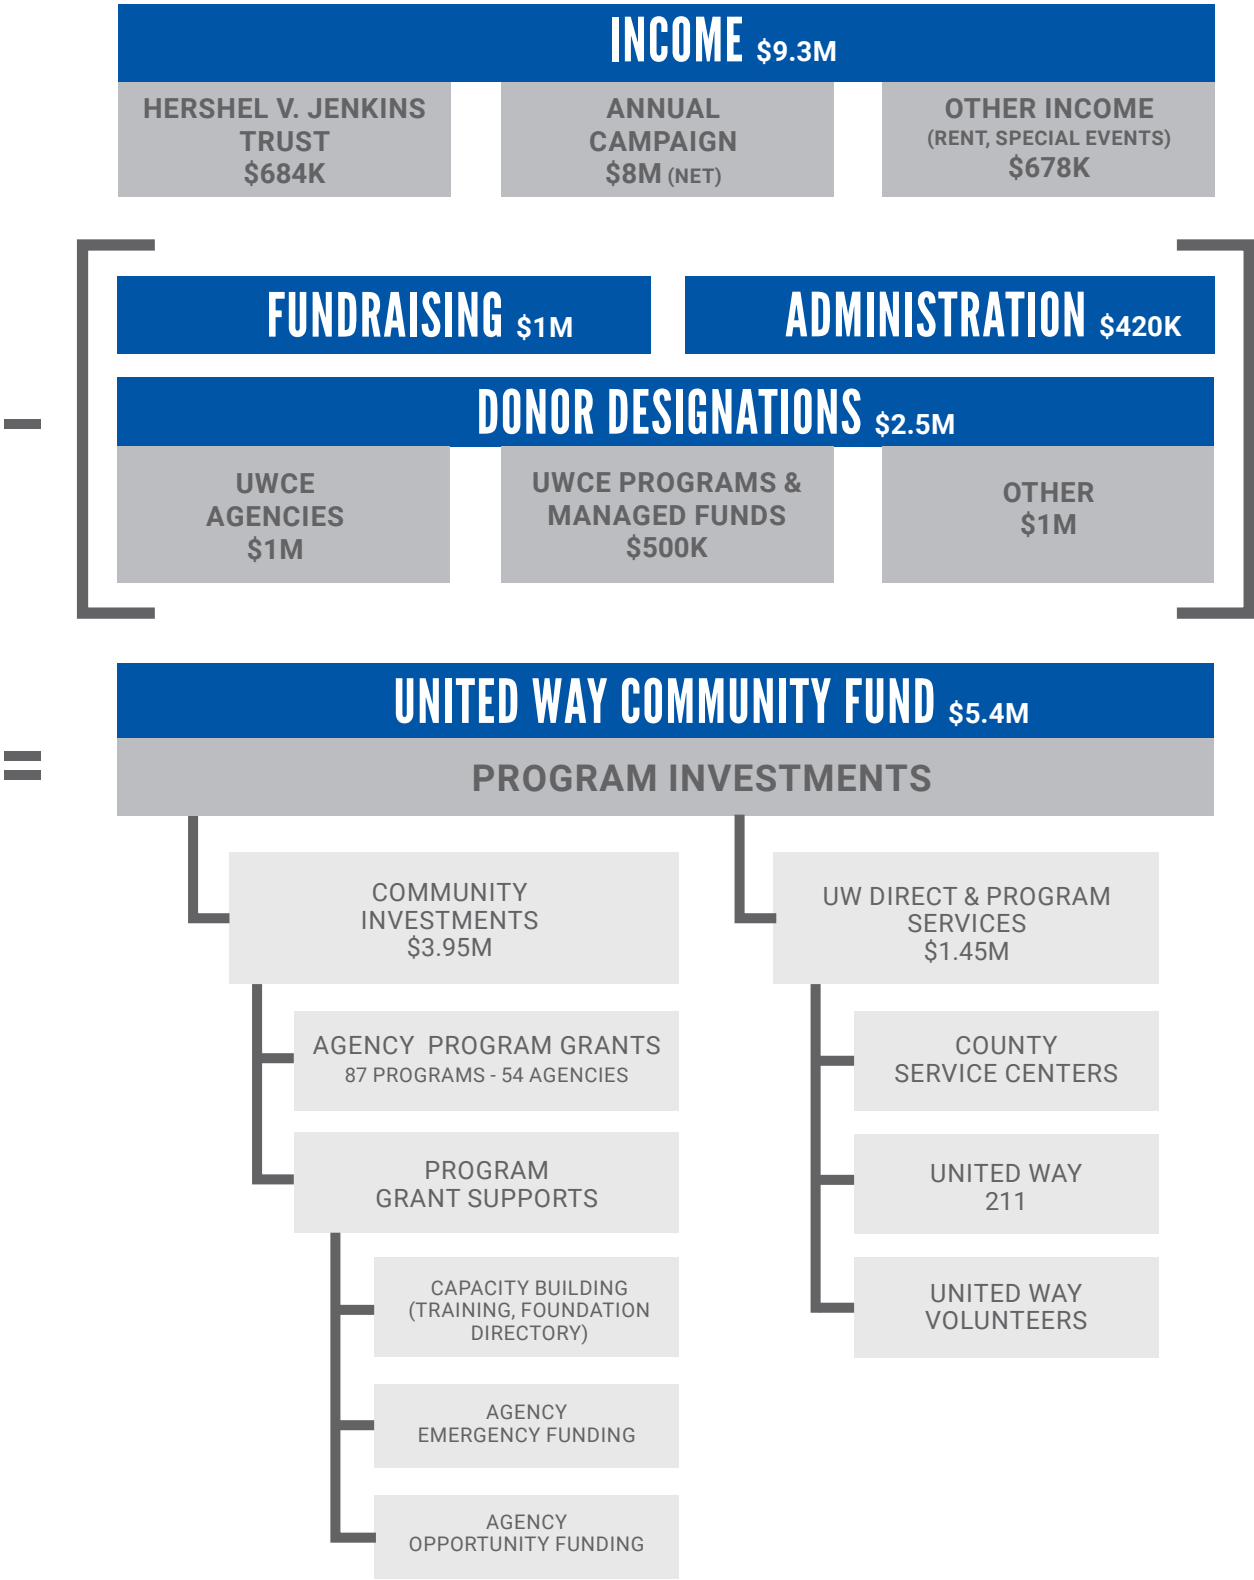 INCOME $9.3M
HERSHEL V. JENKINS
TRUST
$684K
ANNUAL
CAMPAIGN
$8M (NET)
OTHER INCOME
(RENT, SPECIAL EVENTS)
$678K
FUNDRAISING $1M
ADMINISTRATION $420K
DONOR DESIGNATIONS $2.5M
UWCE
AGENCIES
$1M
UWCE PROGRAMS &
MANAGED FUNDS
$500K
OTHER
$1M
UNITED WAY COMMUNITY FUND $5.4M
PROGRAM INVESTMENTS
COMMUNITY
INVESTMENTS
$3.95M
AGENCY PROGRAM GRANTS
87 PROGRAMS - 54 AGENCIES
PROGRAM
GRANT SUPPORTS
CAPACITY BUILDING
(TRAINING, FOUNDATION
DIRECTORY)
AGENCY
EMERGENCY FUNDING
AGENCY
OPPORTUNITY FUNDING
UW DIRECT & PROGRAM
SERVICES
$1.45M
COUNTY
SERVICE CENTERS
UNITED WAY
211
UNITED WAY
VOLUNTEERS